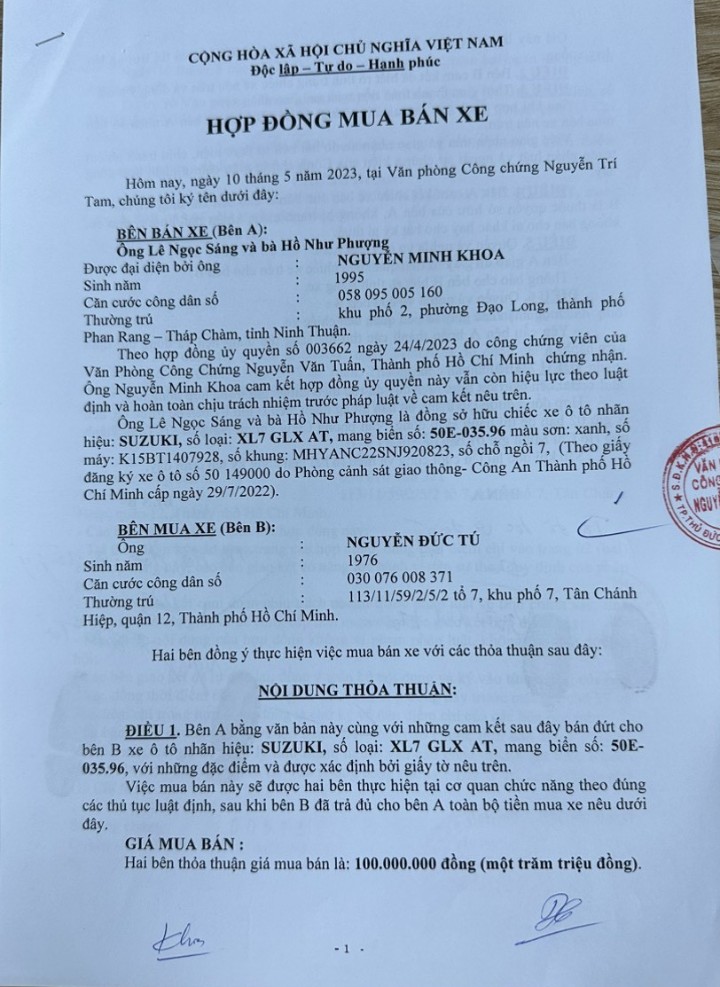 CỘNG HÒA XÃ HỘI CHỦ NGHĨA VIỆT NAM
Độc lập – Tự do – Hạnh phúc
HỢP ĐỒNG MUA BÁN XE
Hôm nay, ngày 10 tháng 5 năm 2023, tại Văn phòng Công chứng Nguyễn Trí
Tam, chúng tôi ký tên dưới đây:
BÊN BÁN XE (Bên A):
Ông Lê Ngọc Sáng và bà Hồ Như Phượng
Được đại diện bởi ông : NGUYỄN MINH KHOA
Sinh năm : 1995
Căn cước công dân số : 058 095 005 160
Thường trú : khu phố 2, phường Đạo Long, thành phố
Phan Rang – Tháp Chàm, tỉnh Ninh Thuận.
Theo hợp đồng ủy quyền số 003662 ngày 24/4/2023 do công chứng viên của
Văn Phòng Công Chứng Nguyễn Văn Tuấn, Thành phố Hồ Chí Minh chứng nhận.
Ông Nguyễn Minh Khoa cam kết hợp đồng ủy quyền này vẫn còn hiệu lực theo luật
định và hoàn toàn chịu trách nhiệm trước pháp luật về cam kết nêu trên.
Ông Lê Ngọc Sáng và bà Hồ Như Phượng là đồng sở hữu chiếc xe ô tô nhãn
hiệu: SUZUKI, số loại: XL7 GLX AT, mang biển số: 50E-035.96 màu sơn: xanh, số
máy: K15BT1407928, số khung: MHYANC22SNJ920823, số chỗ ngồi 7, (Theo giấy
đăng ký xe ô tô số 50 149000 do Phòng cảnh sát giao thông- Công An Thành phố Hồ
Chí Minh cấp ngày 29/7/2022).
BÊN MUA XE (Bên B):
Ông : NGUYỄN ĐỨC TÚ
Sinh năm : 1976
Căn cước công dân số : 030 076 008 371
Thường trú : 113/11/59/2/5/2 tổ 7, khu phố 7, Tân Chánh
Hiệp, quận 12, Thành phố Hồ Chí Minh.
Hai bên đồng ý thực hiện việc mua bán xe với các thỏa thuận sau đây:
NỘI DUNG THỎA THUẬN:
ĐIỀU 1. Bên A bằng văn bản này cùng với những cam kết sau đây bán đứt cho
bên B xe ô tô nhãn hiệu: SUZUKI, số loại: XL7 GLX AT, mang biển số: 50E-
035.96, với những đặc điểm và được xác định bởi giấy tờ nêu trên.
Việc mua bán này sẽ được hai bên thực hiện tại cơ quan chức năng theo đúng
các thủ tục luật định, sau khi bên B đã trả đủ cho bên A toàn bộ tiền mua xe nêu dưới
đây.
GIÁ MUA BÁN :
Hai bên thỏa thuận giá mua bán là: 100.000.000 đồng (một trăm triệu đồng).
Khoa
- 1 -
VĂN
CÔNG
NGUYỄ
TP THỦ ĐỨC